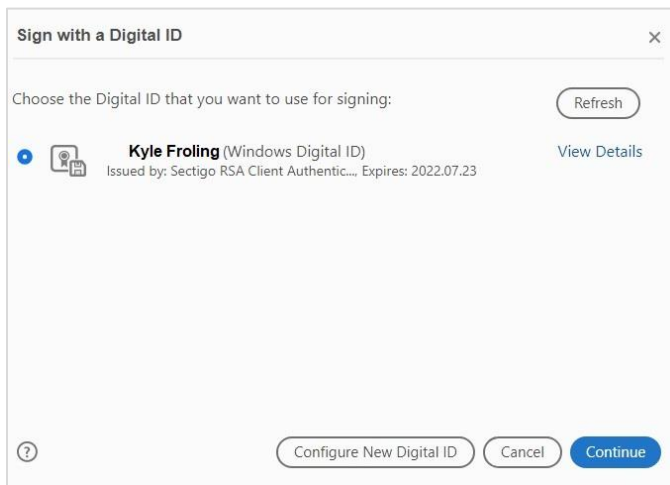 Sign with a Digital ID
Choose the Digital ID that you want to use for signing:
Refresh
Kyle Froling (Windows Digital ID)
View Details
Issued by: Sectigo RSA Client Authentic..., Expires: 2022.07.23
?
Configure New Digital ID
Cancel
Continue